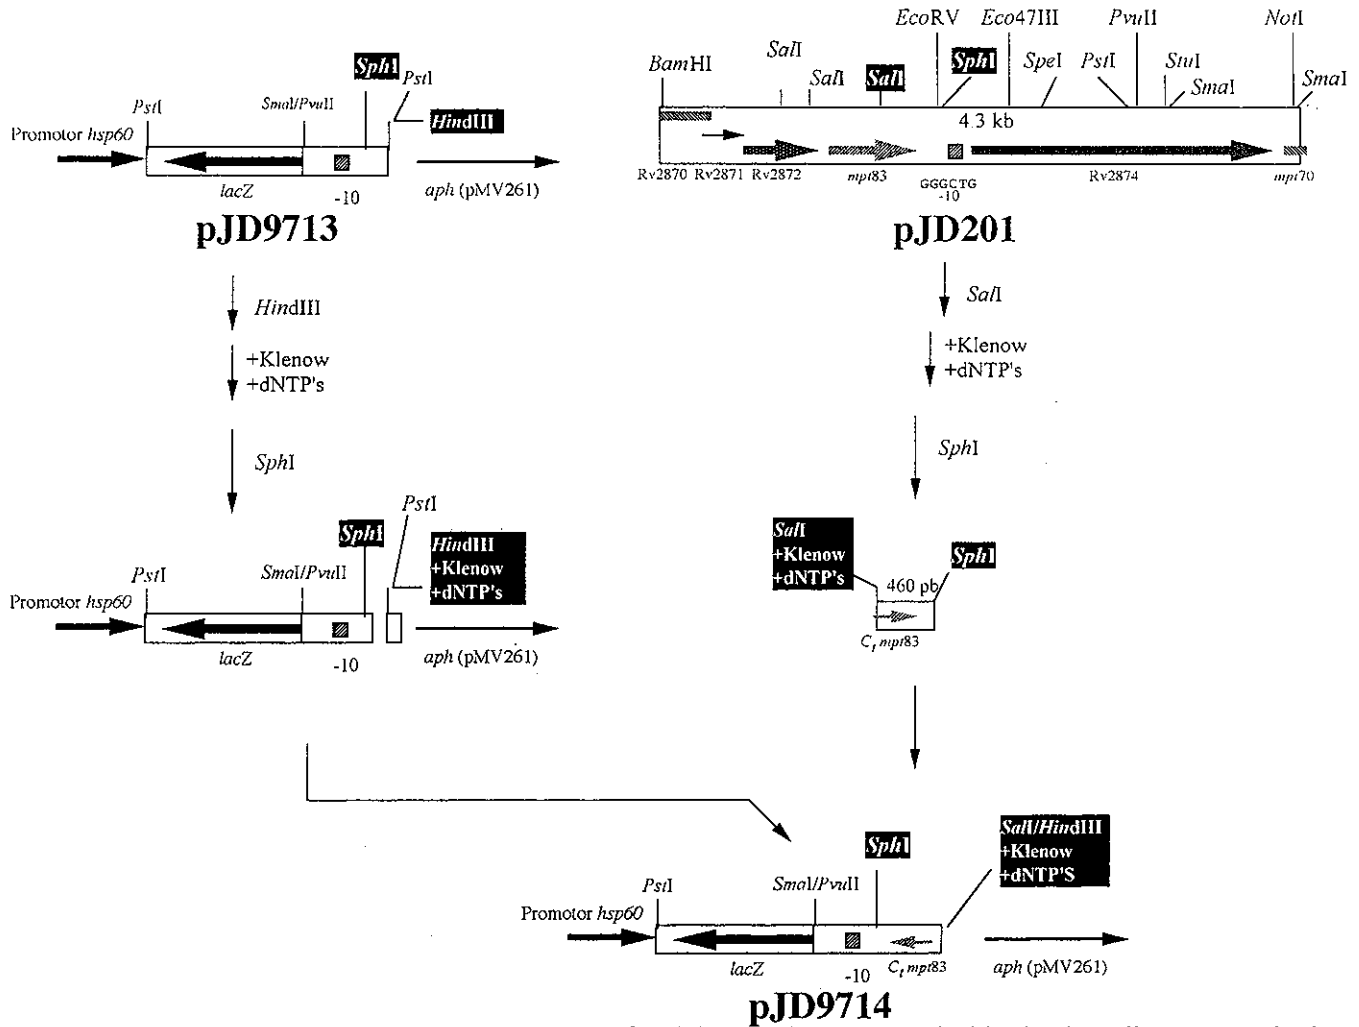 EcoRV Eco47III PvuII NotI
SalI SphI SpeI PstI StuI SmaI
BamHI SalI SalI SmaI
4.3 kb
Rv2870 Rv2871 Rv2872 mpt83 GGGCTG Rv2874 mpt70
-10
pJD201
SphI
PstI
PstI SmaI/PvuII HindIII
Promotor hsp60
lacZ -10 aph (pMV261)
pJD9713
HindIII
+Klenow
+dNTP's
SphI
SalI
+Klenow
+dNTP's
SphI
PstI
SphI
HindIII
+Klenow
+dNTP's
PstI SmaI/PvuII
Promotor hsp60
lacZ -10 aph (pMV261)
SalI
+Klenow
+dNTP's
SphI
460 pb
Ct mpt83
SphI
SalI/HindIII
+Klenow
+dNTP'S
PstI SmaI/PvuII
Promotor hsp60
lacZ -10 Ct mpt83 aph (pMV261)
pJD9714